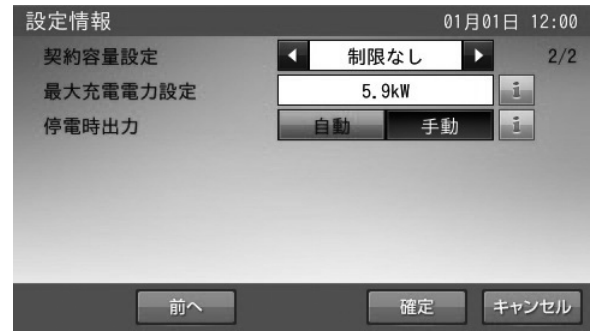 設定情報 01月01日 12:00
契約容量設定 ◀ 制限なし ▶ 2/2
最大充電電力設定 5.9kW i
停電時出力 自動 手動 i
前へ 確定 キャンセル